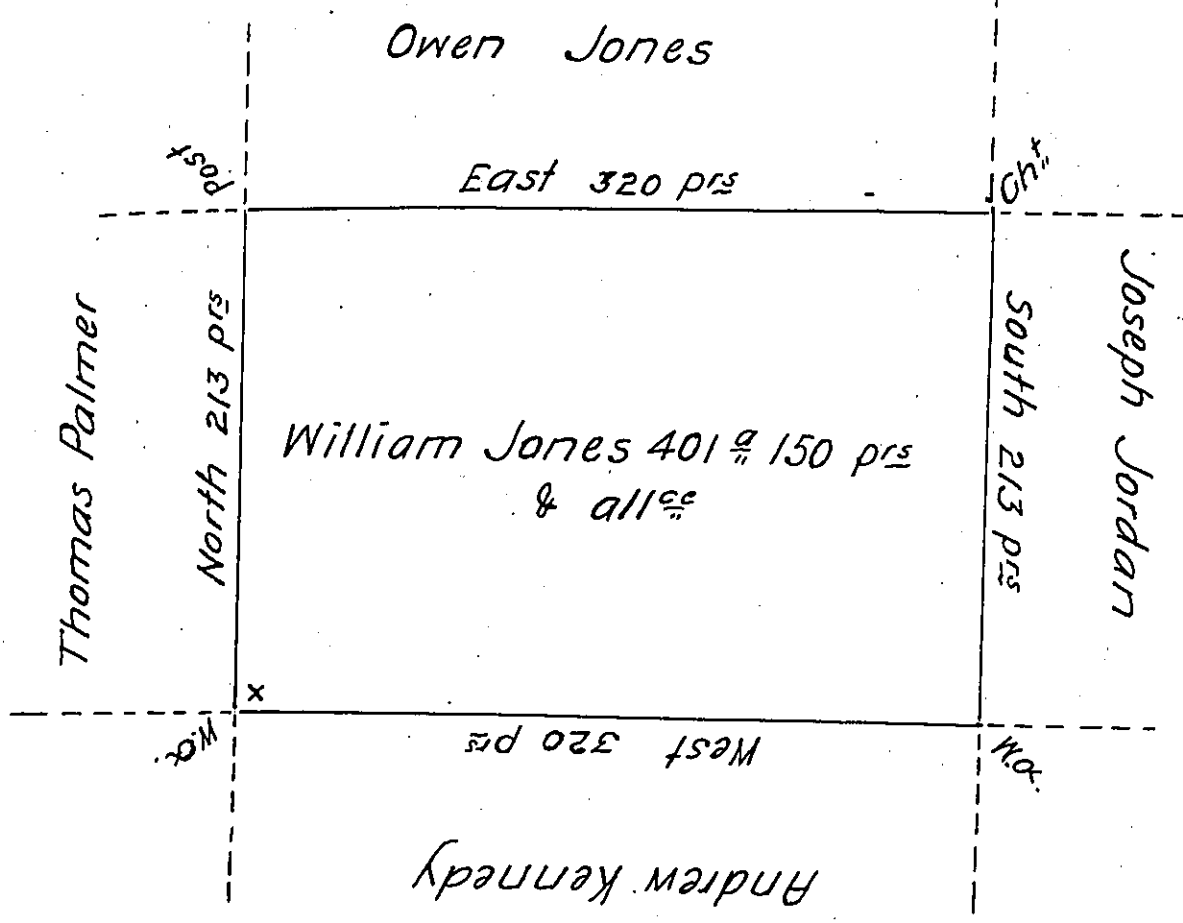 Owen Jones
Post
East 320 prs
Ch,,t
Thomas Palmer
North 213 prs
William Jones 401 a,, 150 prs
& allce,,
South 213 prs
Joseph Jordan
x
W.O.
West 320 prs
W.O.
Andrew Kennedy